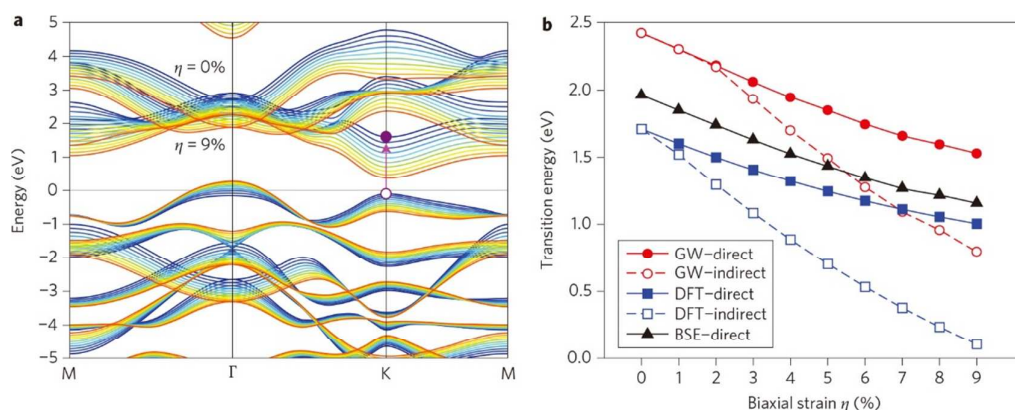 a
5
4
3
2
1
0
−1
−2
−3
−4
−5
Energy (eV)
η = 0%
η = 9%
M
Γ
K
M
b
2.5
2.0
1.5
1.0
0.5
0.0
Transition energy (eV)
GW−direct
GW−indirect
DFT−direct
DFT−indirect
BSE−direct
0 1 2 3 4 5 6 7 8 9
Biaxial strain η (%)